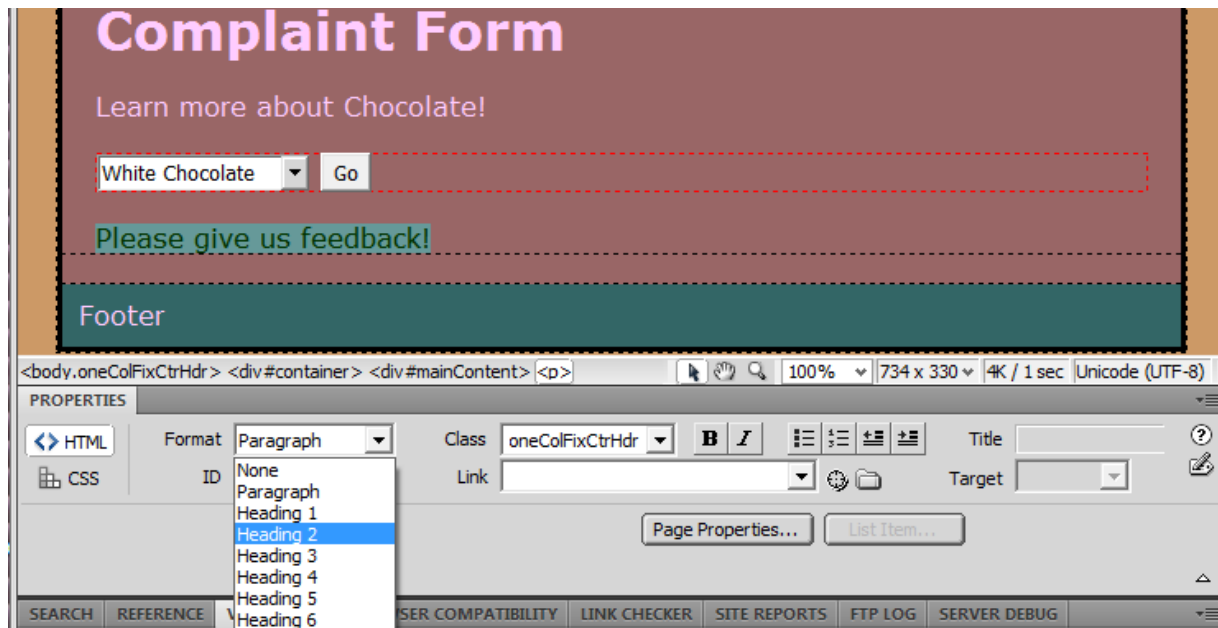 Complaint Form
Learn more about Chocolate!
White Chocolate Go
Please give us feedback!
Footer
<body.oneColFixCtrHdr> <div#container> <div#mainContent> <p> 100% 734 x 330 4K / 1 sec Unicode (UTF-8)
PROPERTIES
<> HTML Format Paragraph Class oneColFixCtrHdr B I Title
CSS ID Link Target
None
Paragraph
Heading 1
Heading 2
Heading 3
Heading 4
Heading 5
Heading 6
Page Properties... List Item...
SEARCH REFERENCE COMPATIBILITY LINK CHECKER SITE REPORTS FTP LOG SERVER DEBUG